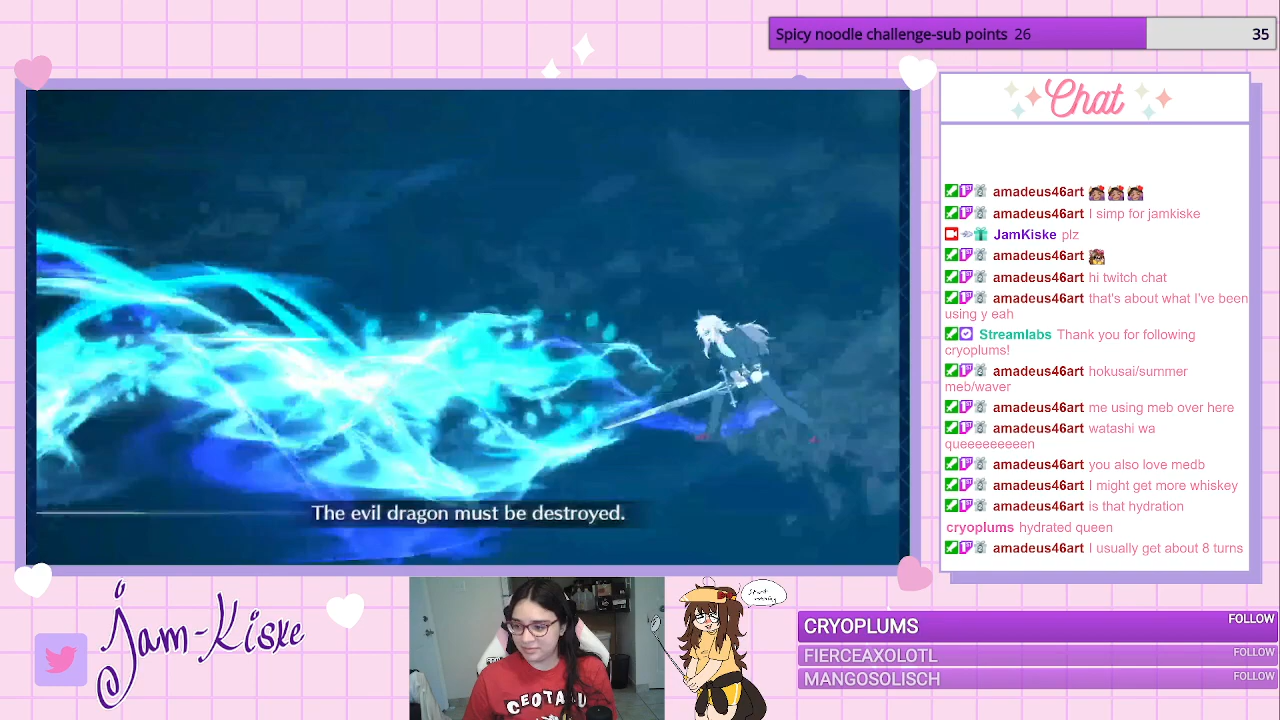 Spicy noodle challenge-sub points 26
35
Chat
amadeus46art
amadeus46art I simp for jamkiske
JamKiske plz
amadeus46art
amadeus46art hi twitch chat
amadeus46art that's about what I've been
using y eah
Streamlabs Thank you for following
cryoplums!
amadeus46art hokusai/summer
meb/waver
amadeus46art me using meb over here
amadeus46art watashi wa
queeeeeeeen
amadeus46art you also love medb
amadeus46art I might get more whiskey
amadeus46art is that hydration
cryoplums hydrated queen
amadeus46art I usually get about 8 turns
The evil dragon must be destroyed.
@Jam-Kiske
CEOTA
CRYOPLUMS FOLLOW
FIERCEAXOLOTL FOLLOW
MANGOSOLISCH FOLLOW